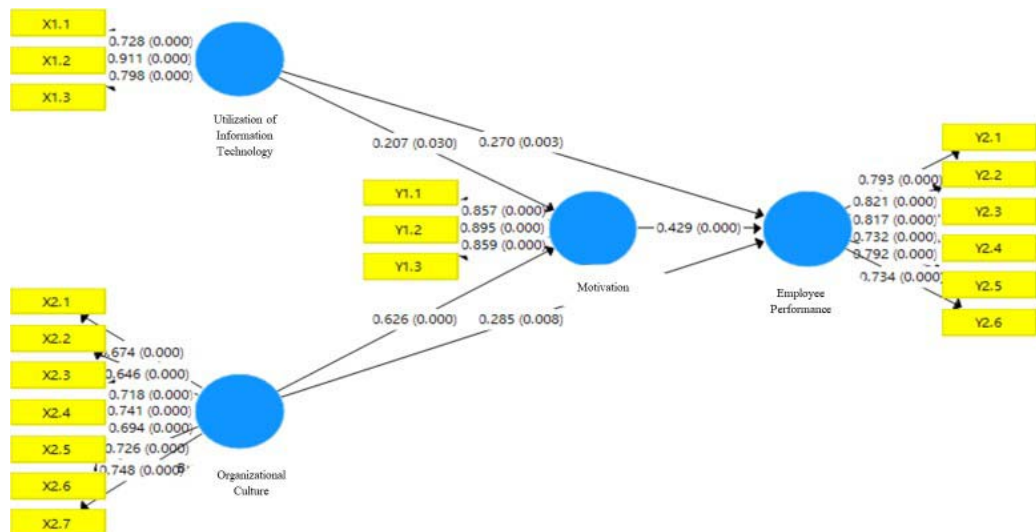 X1.1
X1.2
X1.3
0.728 (0.000)
0.911 (0.000)
0.798 (0.000)
Utilization of
Information
Technology
0.207 (0.030)
0.270 (0.003)
Y1.1
Y1.2
Y1.3
0.857 (0.000)
0.895 (0.000)
0.859 (0.000)
Motivation
0.429 (0.000)
Employee
Performance
0.793 (0.000)
0.821 (0.000)
0.817 (0.000)
0.732 (0.000)
0.792 (0.000)
0.734 (0.000)
Y2.1
Y2.2
Y2.3
Y2.4
Y2.5
Y2.6
0.626 (0.000)
0.285 (0.008)
X2.1
X2.2
X2.3
X2.4
X2.5
X2.6
X2.7
.674 (0.000)
0.646 (0.000)
0.718 (0.000)
0.741 (0.000)
0.694 (0.000)
0.726 (0.000)
0.748 (0.000)
Organizational
Culture